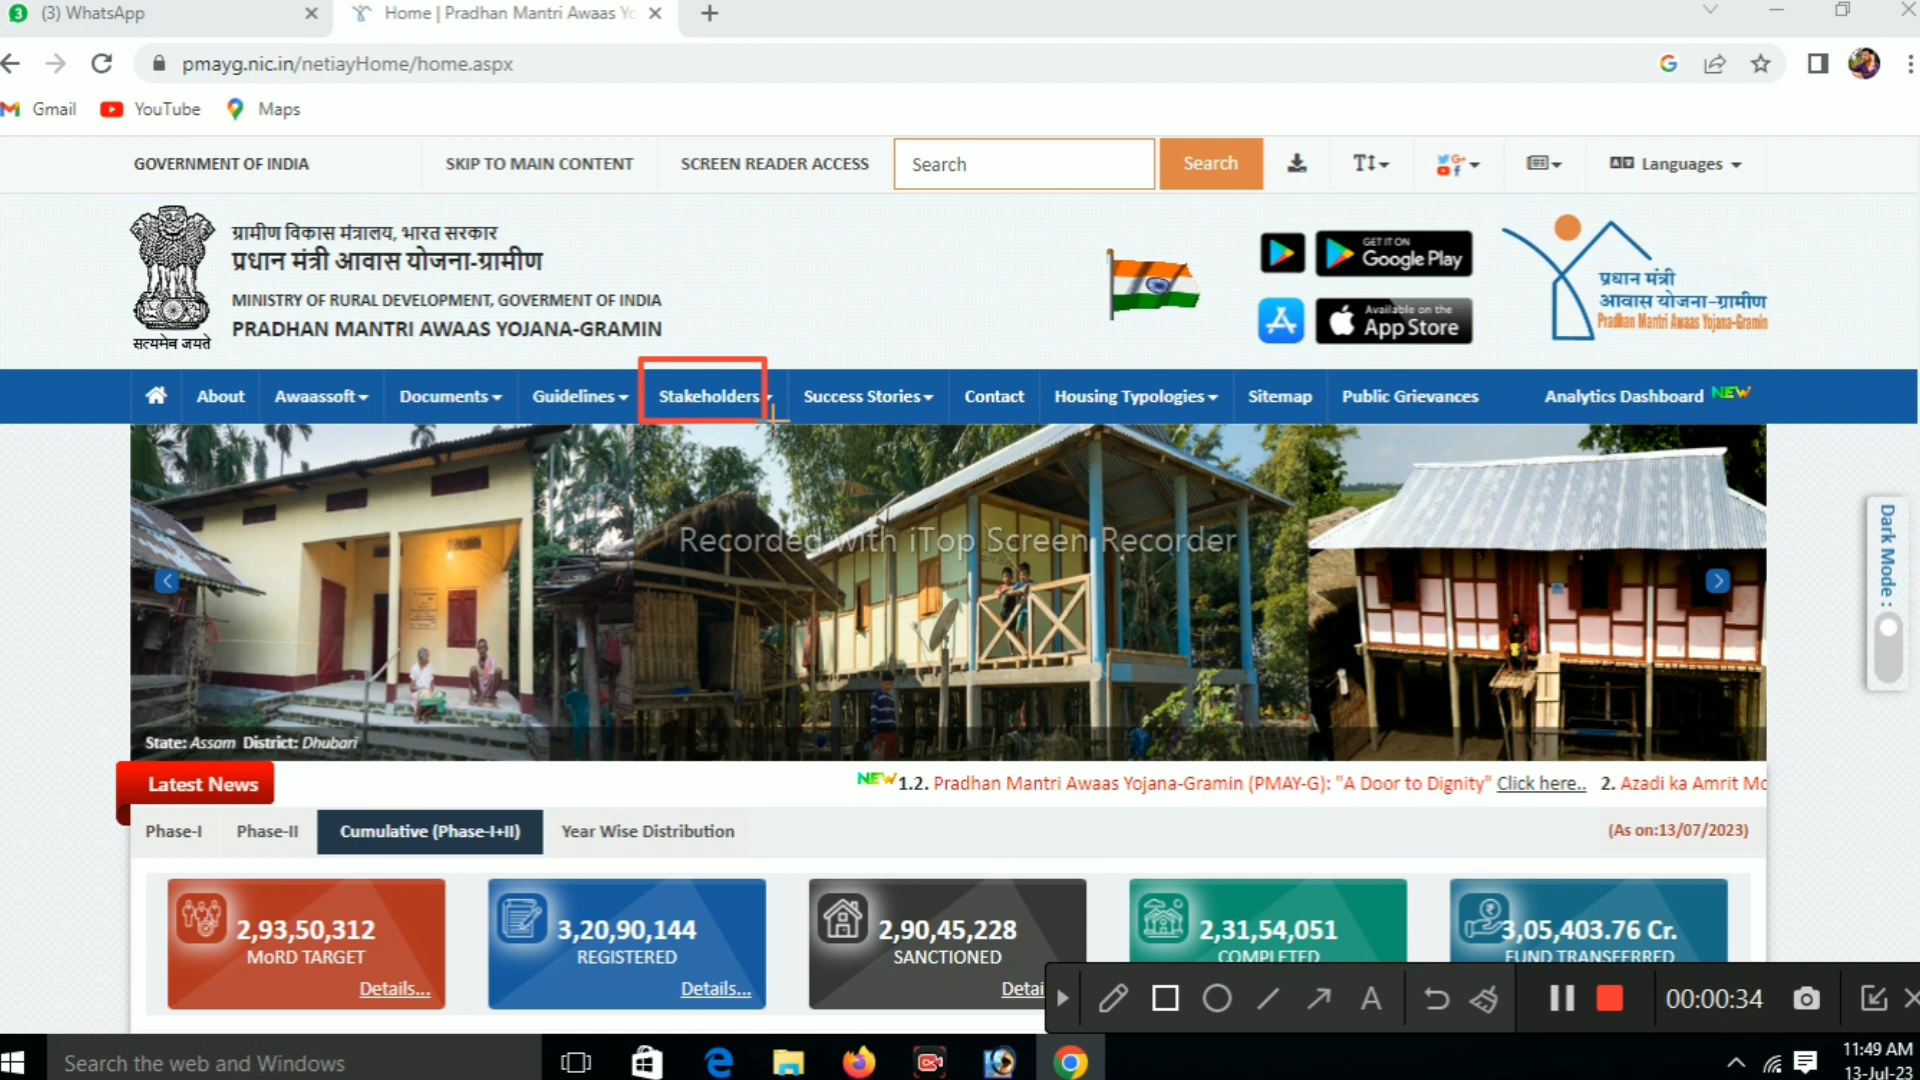 (3) WhatsApp
Home | Pradhan Mantri Awaas Yo
pmayg.nic.in/netiayHome/home.aspx
Gmail YouTube Maps
GOVERNMENT OF INDIA SKIP TO MAIN CONTENT SCREEN READER ACCESS Search Search Languages
ग्रामीण विकास मंत्रालय, भारत सरकार
प्रधान मंत्री आवास योजना-ग्रामीण
MINISTRY OF RURAL DEVELOPMENT, GOVERMENT OF INDIA
PRADHAN MANTRI AWAAS YOJANA-GRAMIN
सत्यमेव जयते
GET IT ON
Google Play
Available on the
App Store
प्रधान मंत्री
आवास योजना-ग्रामीण
Pradhan Mantri Awaas Yojana-Gramin
About Awaassoft Documents Guidelines Stakeholders Success Stories Contact Housing Typologies Sitemap Public Grievances Analytics Dashboard NEW
Recorded with iTop Screen Recorder
Dark Mode :
State: Assam District: Dhubari
Latest News
NEW 1.2. Pradhan Mantri Awaas Yojana-Gramin (PMAY-G): "A Door to Dignity" Click here.. 2. Azadi ka Amrit Mo
Phase-I Phase-II Cumulative (Phase-I+II) Year Wise Distribution (As on:13/07/2023)
2,93,50,312
MoRD TARGET
Details...
3,20,90,144
REGISTERED
Details...
2,90,45,228
SANCTIONED
Detai
2,31,54,051
COMPLETED
3,05,403.76 Cr.
FUND TRANSFERRED
A 00:00:34
Search the web and Windows
11:49 AM
13-Jul-23